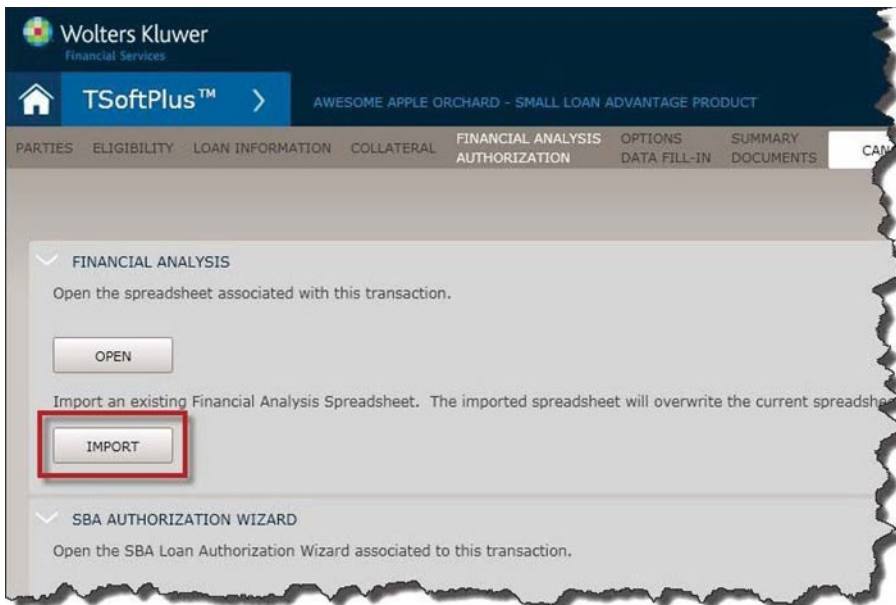 Wolters Kluwer
Financial Services
TSoftPlus™
AWESOME APPLE ORCHARD - SMALL LOAN ADVANTAGE PRODUCT
PARTIES ELIGIBILITY LOAN INFORMATION COLLATERAL FINANCIAL ANALYSIS AUTHORIZATION OPTIONS DATA FILL-IN SUMMARY DOCUMENTS
FINANCIAL ANALYSIS
Open the spreadsheet associated with this transaction.
OPEN
Import an existing Financial Analysis Spreadsheet. The imported spreadsheet will overwrite the current
IMPORT
SBA AUTHORIZATION WIZARD
Open the SBA Loan Authorization Wizard associated to this transaction.